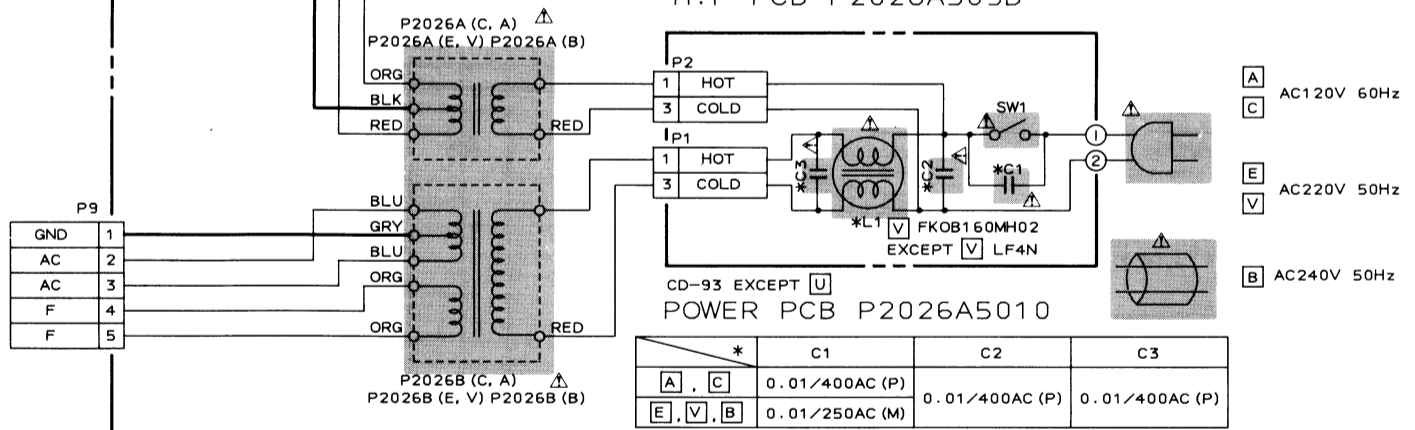 P2026A (C, A)
P2026A (E, V) P2026A (B)
ORG
BLK
RED
RED
P2
1 HOT
3 COLD
P1
1 HOT
3 COLD
SW1
*C3
*C2
*C1
*L1
V FKOB160MH02
EXCEPT V LF4N
1
2
A
C
AC120V 60Hz
E
V
AC220V 50Hz
B AC240V 50Hz
P9
GND 1
AC 2
AC 3
F 4
F 5
BLU
GRY
BLU
ORG
ORG
RED
P2026B (C, A)
P2026B (E, V) P2026B (B)
CD-93 EXCEPT U
POWER PCB P2026A5010
* C1 C2 C3
A , C 0.01/400AC (P) 0.01/400AC (P) 0.01/400AC (P)
E , V , B 0.01/250AC (M)